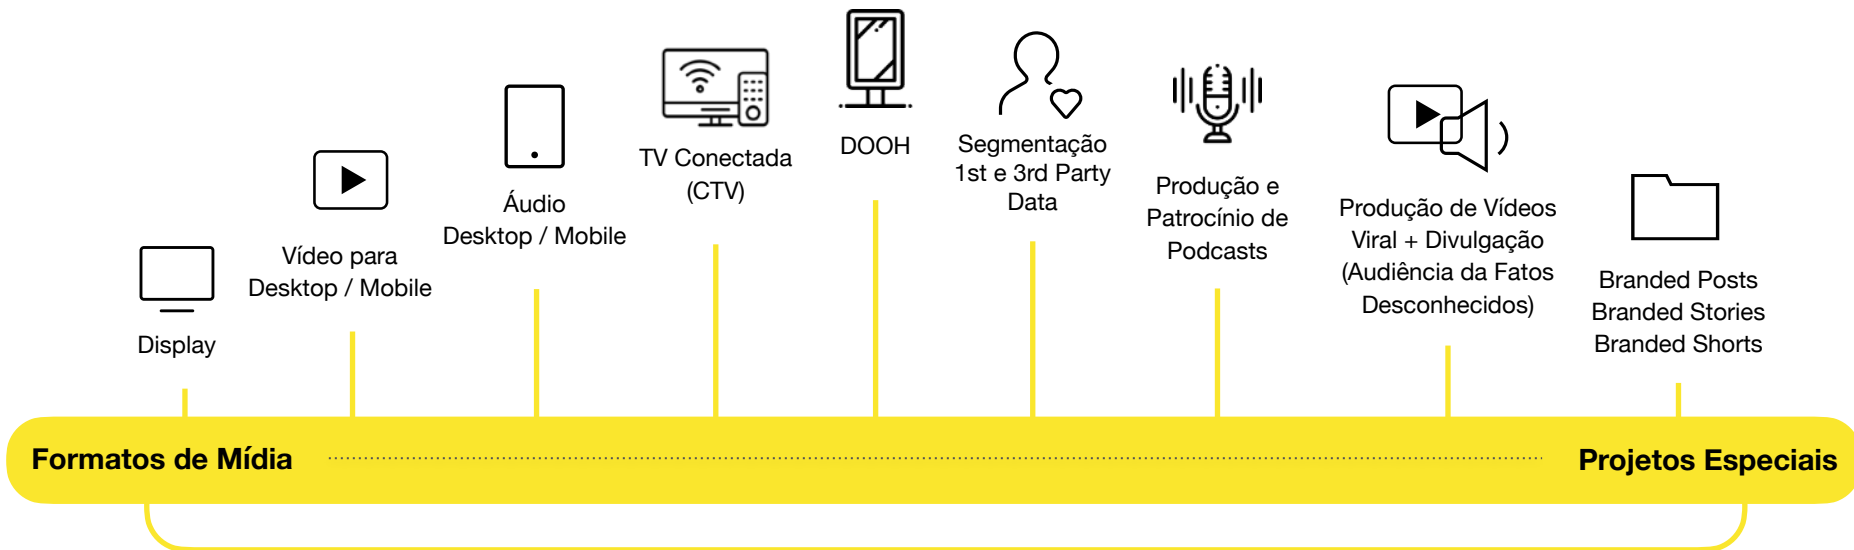 Display
Vídeo para
Desktop / Mobile
Áudio
Desktop / Mobile
TV Conectada
(CTV)
DOOH
Segmentação
1st e 3rd Party
Data
Produção e
Patrocínio de
Podcasts
Produção de Vídeos
Viral + Divulgação
(Audiência da Fatos
Desconhecidos)
Branded Posts
Branded Stories
Branded Shorts
Formatos de Mídia
Projetos Especiais